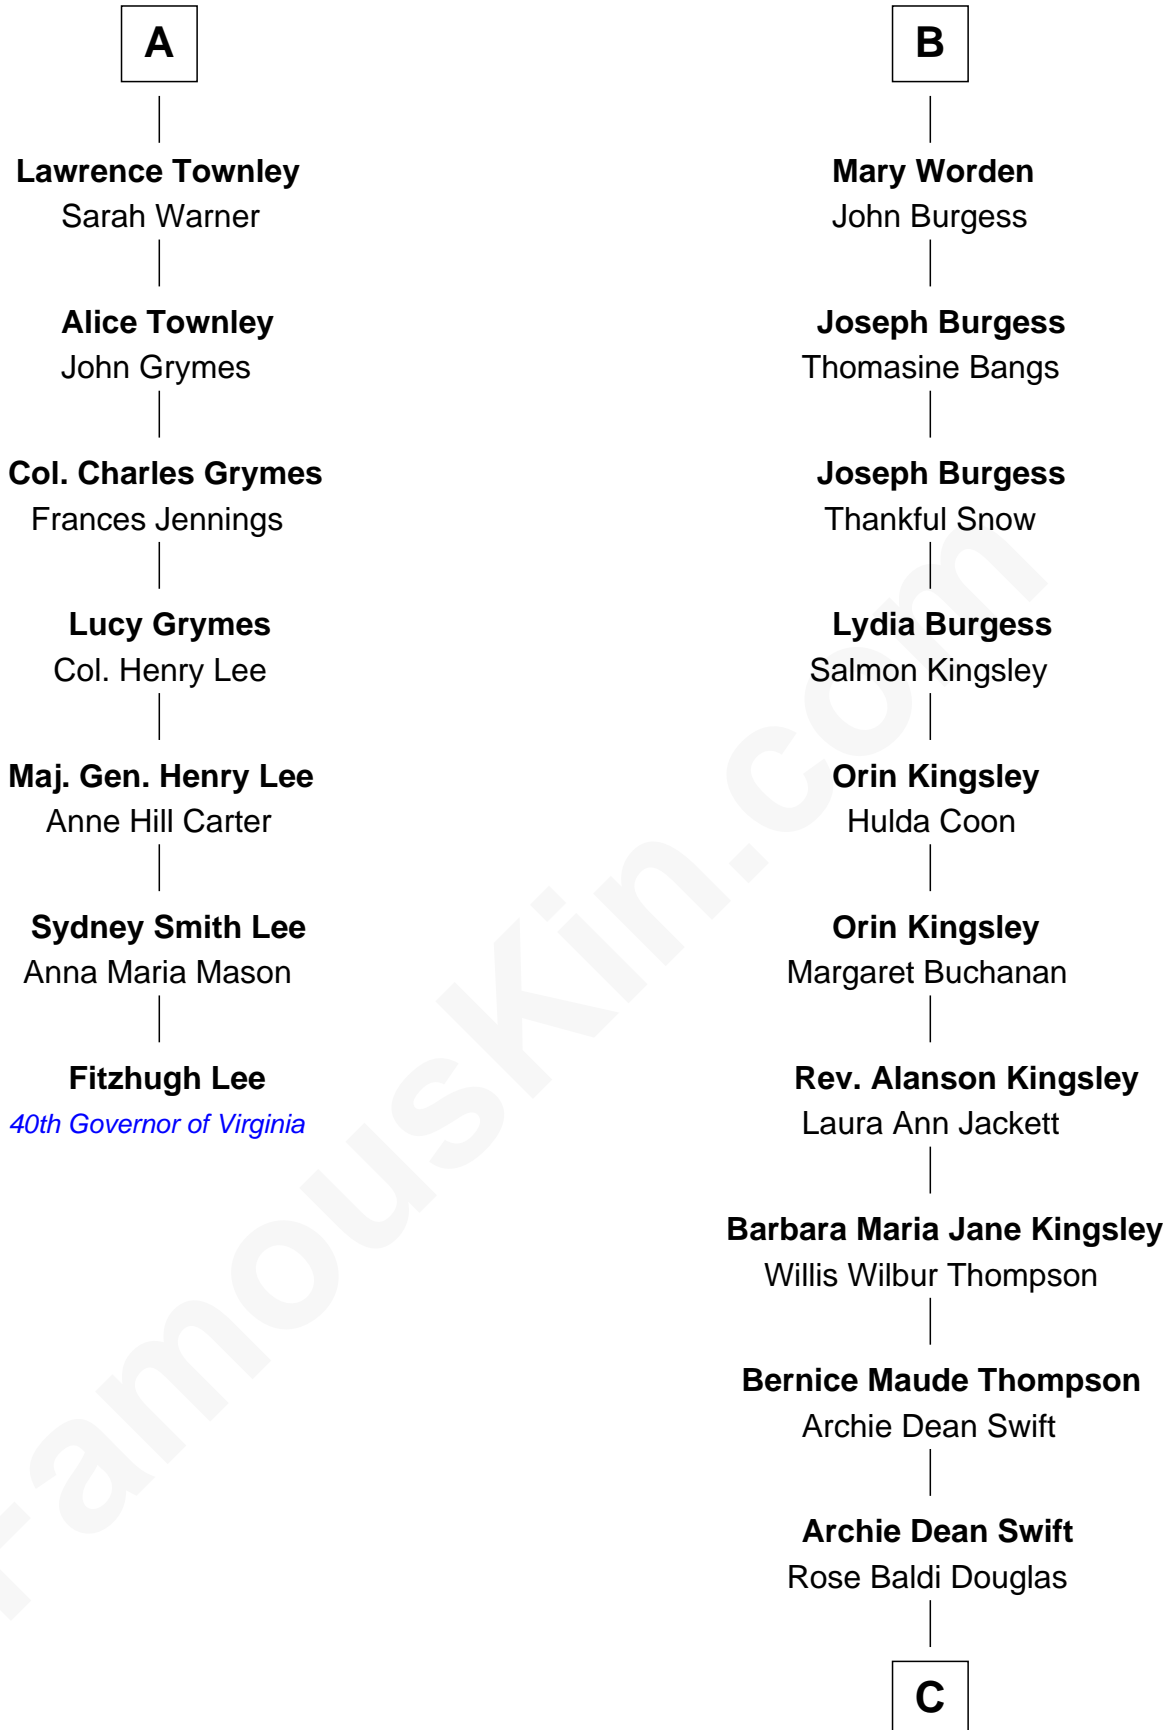 A
Lawrence Townley
Sarah Warner
Alice Townley
John Grymes
Col. Charles Grymes
Frances Jennings
Lucy Grymes
Col. Henry Lee
Maj. Gen. Henry Lee
Anne Hill Carter
Sydney Smith Lee
Anna Maria Mason
Fitzhugh Lee
40th Governor of Virginia
B
Mary Worden
John Burgess
Joseph Burgess
Thomasine Bangs
Joseph Burgess
Thankful Snow
Lydia Burgess
Salmon Kingsley
Orin Kingsley
Hulda Coon
Orin Kingsley
Margaret Buchanan
Rev. Alanson Kingsley
Laura Ann Jackett
Barbara Maria Jane Kingsley
Willis Wilbur Thompson
Bernice Maude Thompson
Archie Dean Swift
Archie Dean Swift
Rose Baldi Douglas
C
FamousKin.com